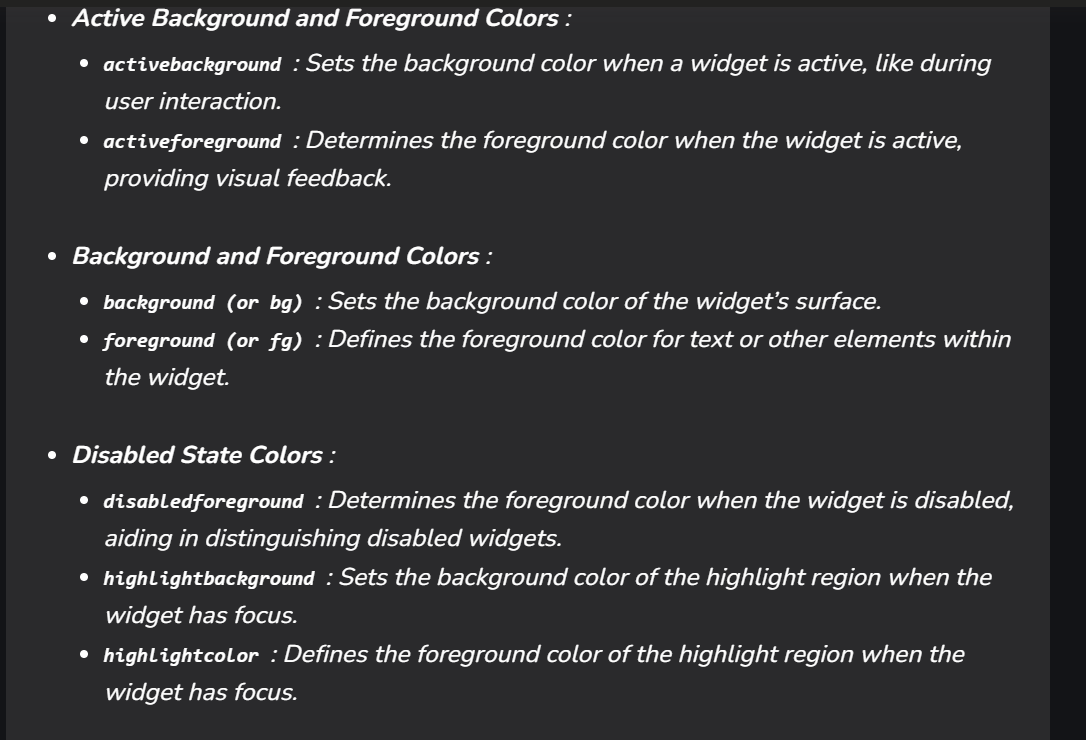 • Active Background and Foreground Colors :
• activebackground : Sets the background color when a widget is active, like during
user interaction.
• activeforeground : Determines the foreground color when the widget is active,
providing visual feedback.
• Background and Foreground Colors :
• background (or bg) : Sets the background color of the widget’s surface.
• foreground (or fg) : Defines the foreground color for text or other elements within
the widget.
• Disabled State Colors :
• disabledforeground : Determines the foreground color when the widget is disabled,
aiding in distinguishing disabled widgets.
• highlightbackground : Sets the background color of the highlight region when the
widget has focus.
• highlightcolor : Defines the foreground color of the highlight region when the
widget has focus.